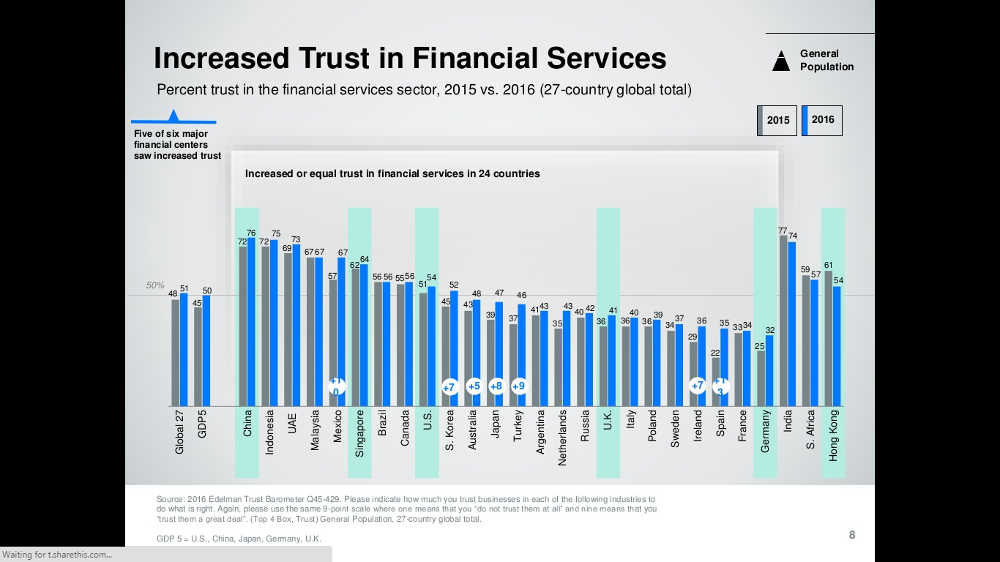 Increased Trust in Financial Services
General
Population
Percent trust in the financial services sector, 2015 vs. 2016 (27-country global total)
2015 2016
Five of six major
financial centers
saw increased trust
Increased or equal trust in financial services in 24 countries
50%
48 51
45 50
72 76
72 75
69 73
67 67
57 67
62 64
56 56
55 56
51 54
45 52
43 48
39 47
37 46
41 43
35 43
40 42
36 41
36 40
36 39
34 37
29 36
22 35
33 34
25 32
77 74
59 57
61 54
+10 +7 +5 +8 +9 +7 +13
Global 27
GDP5
China
Indonesia
UAE
Malaysia
Mexico
Singapore
Brazil
Canada
U.S.
S. Korea
Australia
Japan
Turkey
Argentina
Netherlands
Russia
U.K.
Italy
Poland
Sweden
Ireland
Spain
France
Germany
India
S. Africa
Hong Kong
Source: 2016 Edelman Trust Barometer Q45-429. Please indicate how much you trust businesses in each of the following industries to
do what is right. Again, please use the same 9-point scale where one means that you “do not trust them at all” and nine means that you
“trust them a great deal”. (Top 4 Box, Trust) General Population, 27-country global total.
GDP 5 = U.S., China, Japan, Germany, U.K.
8
Waiting for t.sharethis.com...